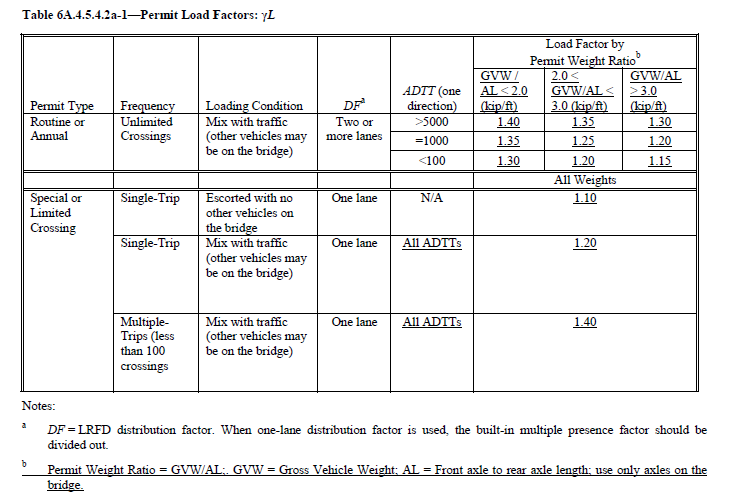 Table 6A.4.5.4.2a-1—Permit Load Factors: γL
Load Factor by
Permit Weight Ratio b
Permit Type
Frequency
Loading Condition
DF a
ADTT (one
direction)
GVW /
AL < 2.0
(kip/ft)
2.0 <
GVW/AL <
3.0 (kip/ft)
GVW/AL
> 3.0
(kip/ft)
Routine or
Annual
Unlimited
Crossings
Mix with traffic
(other vehicles may
be on the bridge)
Two or
more lanes
>5000
1.40
1.35
1.30
=1000
1.35
1.25
1.20
<100
1.30
1.20
1.15
All Weights
Special or
Limited
Crossing
Single-Trip
Escorted with no
other vehicles on
the bridge
One lane
N/A
1.10
Single-Trip
Mix with traffic
(other vehicles may
be on the bridge)
One lane
All ADTTs
1.20
Multiple-
Trips (less
than 100
crossings
Mix with traffic
(other vehicles may
be on the bridge)
One lane
All ADTTs
1.40
Notes:
a DF = LRFD distribution factor. When one-lane distribution factor is used, the built-in multiple presence factor should be
divided out.
b Permit Weight Ratio = GVW/AL;. GVW = Gross Vehicle Weight; AL = Front axle to rear axle length; use only axles on the
bridge.